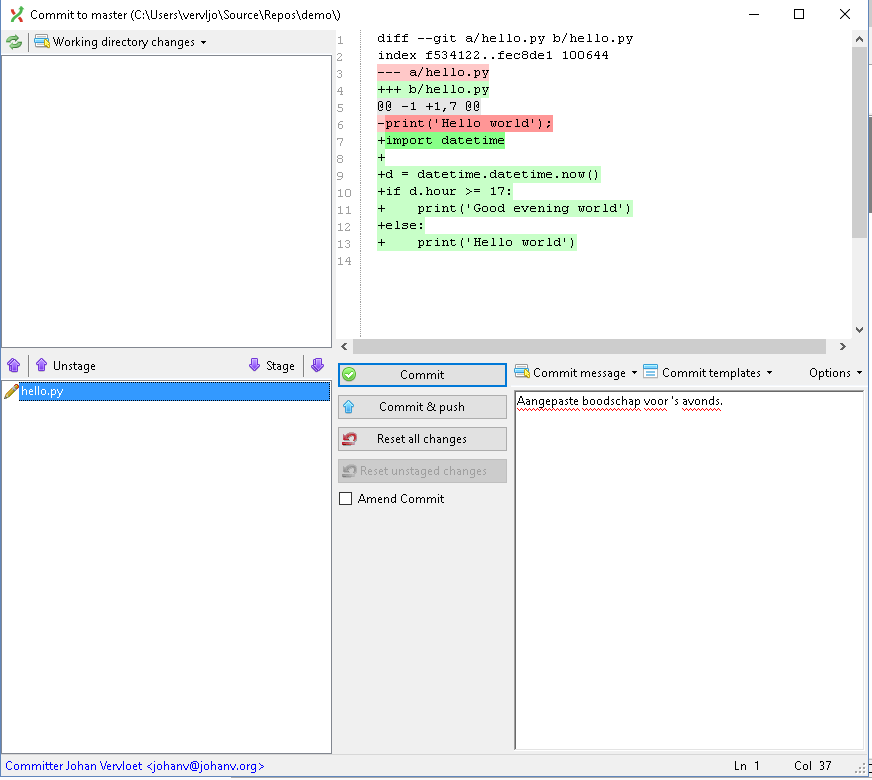 Commit to master (C:\Users\vervljo\Source\Repos\demo\)
Working directory changes
1 diff --git a/hello.py b/hello.py
2 index f534122..fec8de1 100644
3 --- a/hello.py
4 +++ b/hello.py
5 @@ -1 +1,7 @@
6 -print('Hello world');
7 +import datetime
8 +
9 +d = datetime.datetime.now()
10 +if d.hour >= 17:
11 +    print('Good evening world')
12 +else:
13 +    print('Hello world')
14
Unstage Stage
hello.py
Commit
Commit & push
Reset all changes
Reset unstaged changes
Amend Commit
Commit message Commit templates Options
Aangepaste boodschap voor 's avonds.
Committer Johan Vervloet <johanv@johanv.org> Ln 1 Col 37